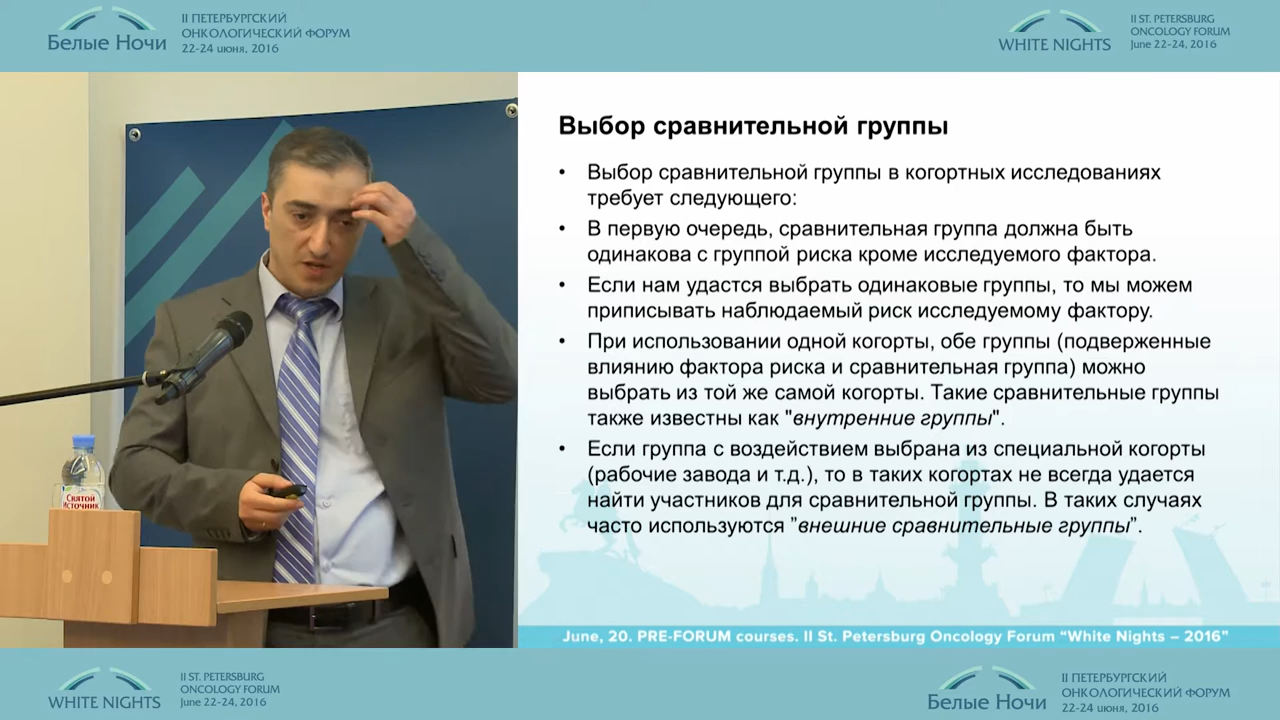 Белые Ночи
II ПЕТЕРБУРГСКИЙ
ОНКОЛОГИЧЕСКИЙ ФОРУМ
22-24 июня, 2016
WHITE NIGHTS
II ST. PETERSBURG
ONCOLOGY FORUM
June 22-24, 2016
Святой
Источник
Выбор сравнительной группы
• Выбор сравнительной группы в когортных исследованиях
требует следующего:
• В первую очередь, сравнительная группа должна быть
одинакова с группой риска кроме исследуемого фактора.
• Если нам удастся выбрать одинаковые группы, то мы можем
приписывать наблюдаемый риск исследуемому фактору.
• При использовании одной когорты, обе группы (подверженные
влиянию фактора риска и сравнительная группа) можно
выбрать из той же самой когорты. Такие сравнительные группы
также известны как "внутренние группы".
• Если группа с воздействием выбрана из специальной когорты
(рабочие завода и т.д.), то в таких когортах не всегда удается
найти участников для сравнительной группы. В таких случаях
часто используются ”внешние сравнительные группы”.
June, 20. PRE-FORUM courses. II St. Petersburg Oncology Forum “White Nights – 2016”
WHITE NIGHTS
II ST. PETERSBURG
ONCOLOGY FORUM
June 22-24, 2016
Белые Ночи
II ПЕТЕРБУРГСКИЙ
ОНКОЛОГИЧЕСКИЙ ФОРУМ
22-24 июня, 2016